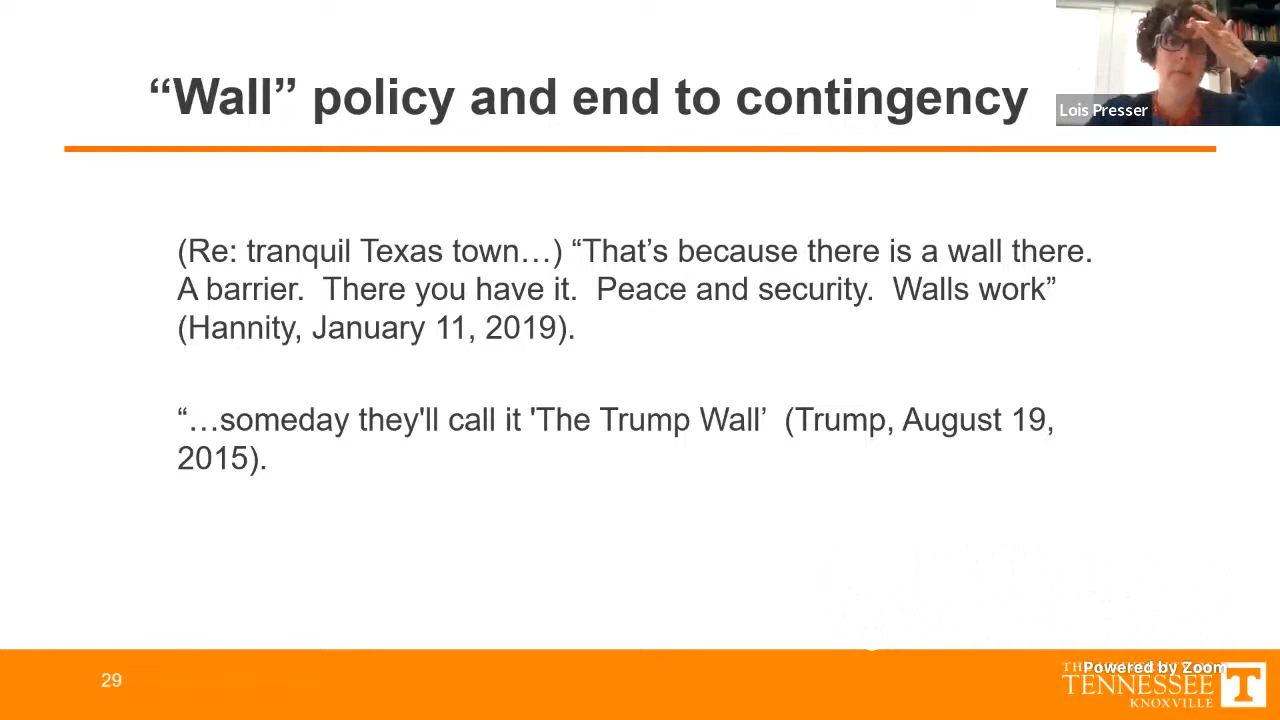 “Wall” policy and end to contingency
Lois Presser
(Re: tranquil Texas town…) “That’s because there is a wall there.
A barrier.  There you have it.  Peace and security.  Walls work”
(Hannity, January 11, 2019).
“…someday they'll call it 'The Trump Wall’  (Trump, August 19,
2015).
29
Powered by Zoom
TENNESSEE
KNOXVILLE
T